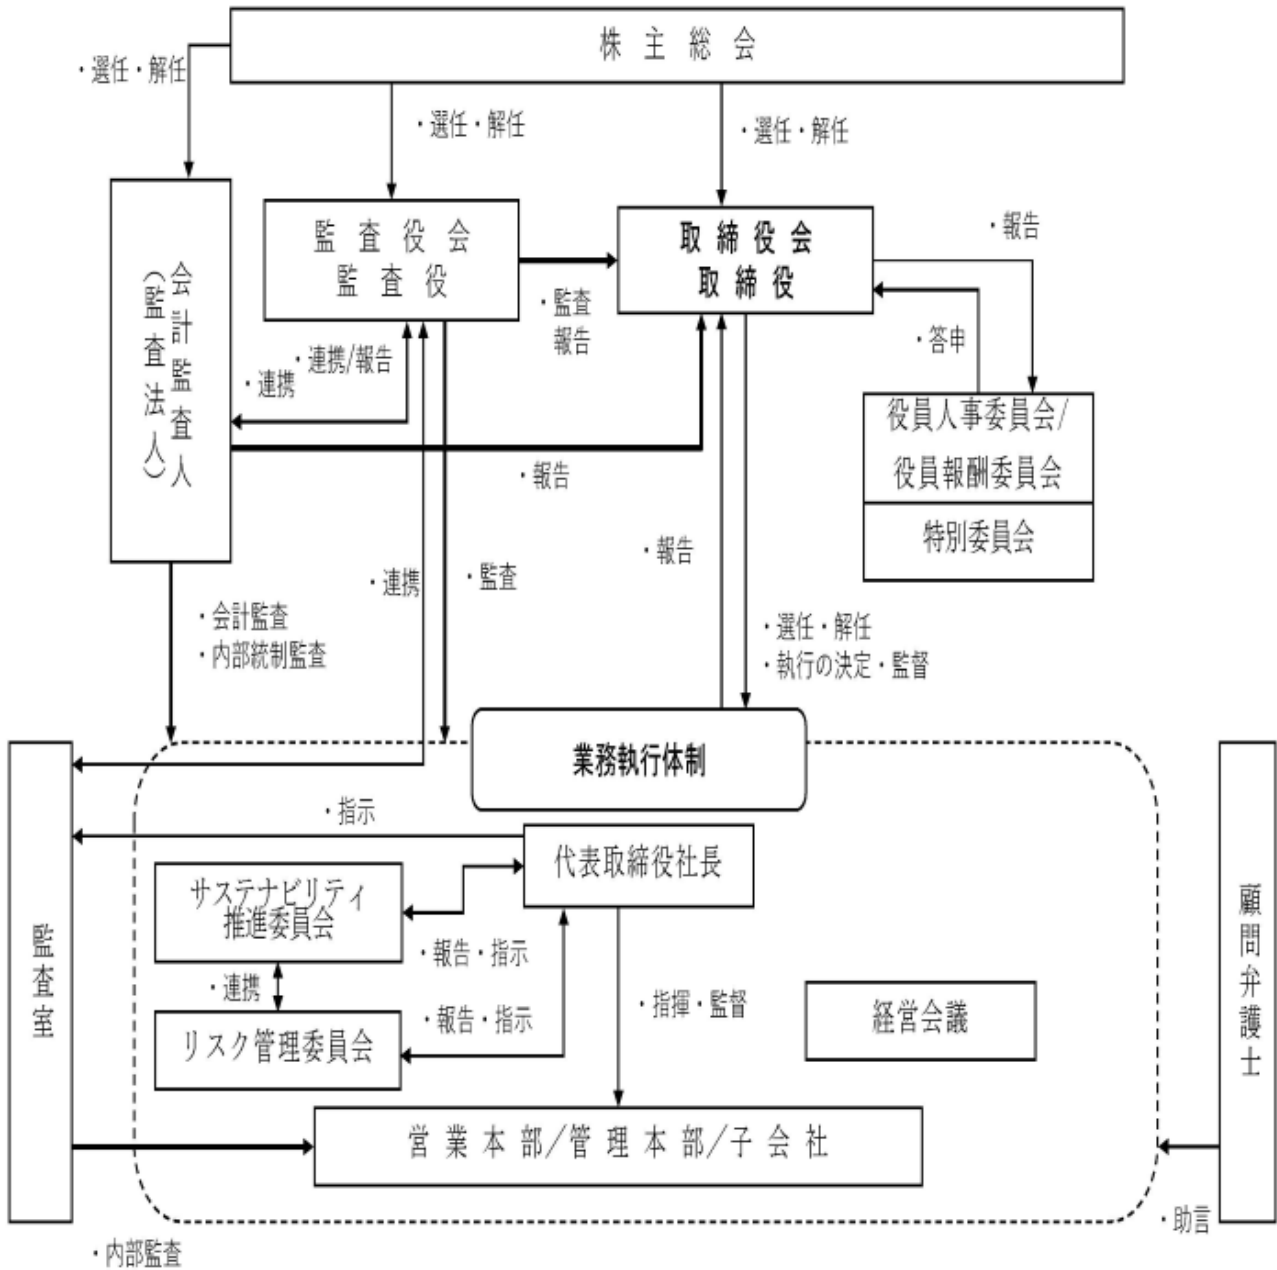 株主総会
・選任・解任
・選任・解任
・選任・解任
会計監査人
（監査法人）
監査役会
監査役
取締役会
取締役
・報告
・監査
報告
・答申
・連携/報告
・連携
役員人事委員会/
役員報酬委員会
特別委員会
・報告
・報告
・連携
・監査
・会計監査
・内部統制監査
・選任・解任
・執行の決定・監督
業務執行体制
・指示
代表取締役社長
サステナビリティ
推進委員会
・報告・指示
・連携
・報告・指示
・指揮・監督
リスク管理委員会
経営会議
監査室
顧問弁護士
営業本部/管理本部/子会社
・助言
・内部監査